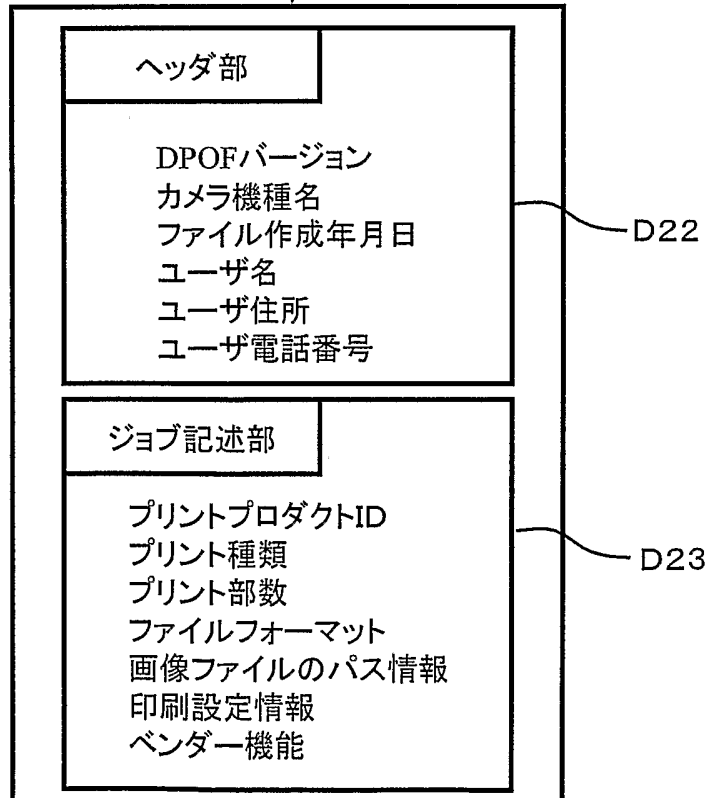 ヘッダ部
DPOFバージョン
カメラ機種名
ファイル作成年月日
ユーザ名
ユーザ住所
ユーザ電話番号
D22
ジョブ記述部
プリントプロダクトID
プリント種類
プリント部数
ファイルフォーマット
画像ファイルのパス情報
印刷設定情報
ベンダー機能
D23